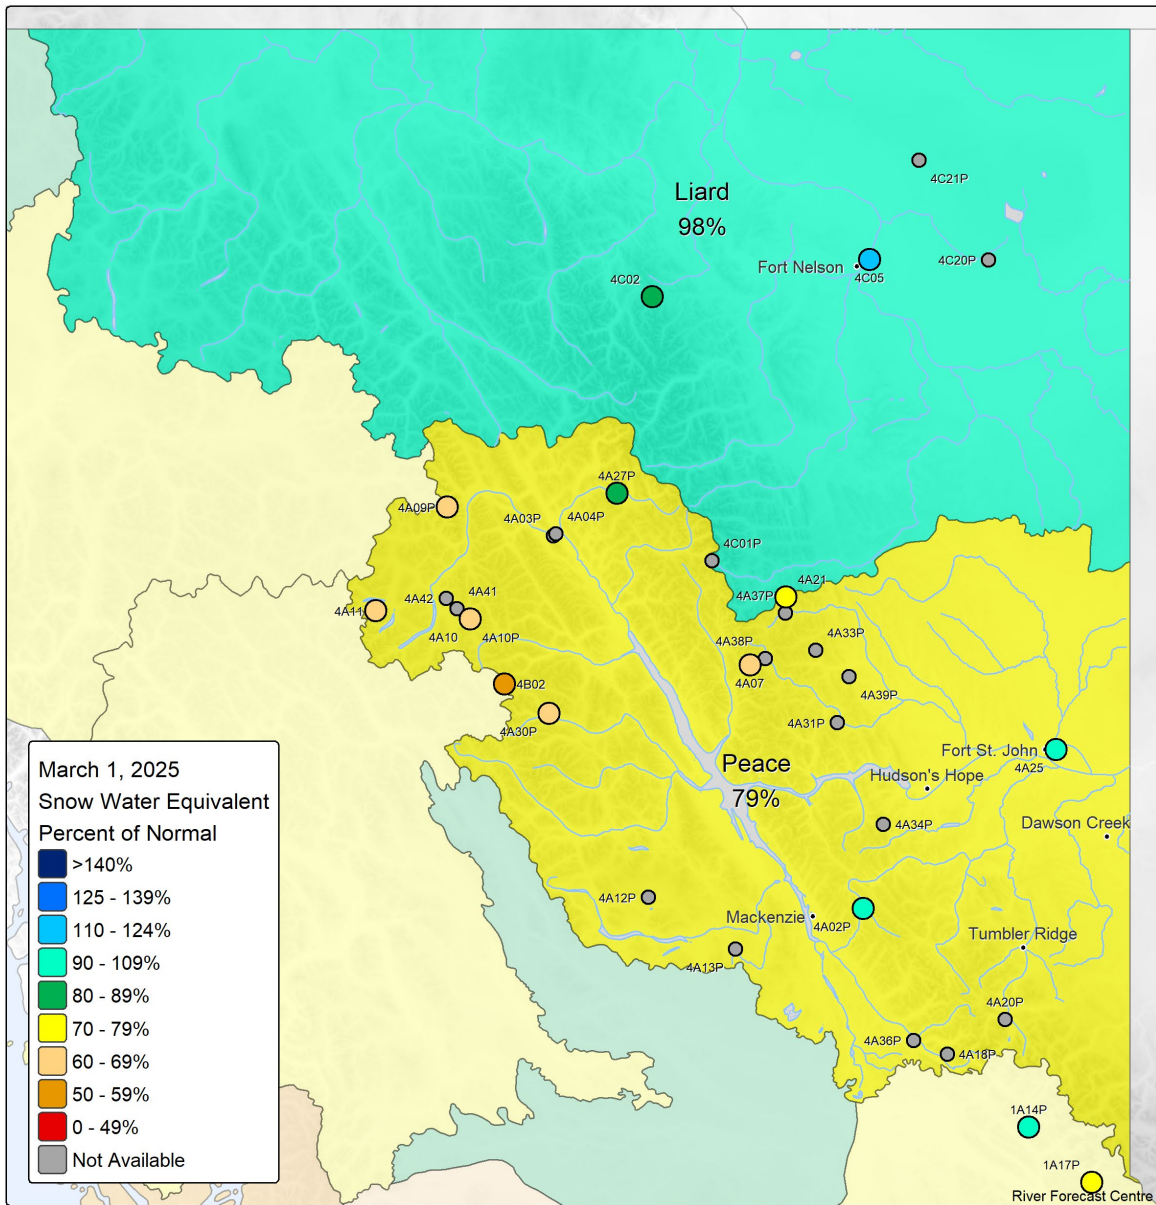 4C21P
Liard
98%
4C20P
Fort Nelson
4C05
4C02
4A27P
4A09P
4A03P
4A04P
4C01P
4A21
4A37P
4A42
4A41
4A11
4A10
4A10P
4A33P
4A38P
4A07
4A39P
4B02
4A31P
4A30P
Fort St. John
4A25
Peace
79%
Hudson's Hope
Dawson Creek
4A34P
4A12P
Mackenzie
4A02P
Tumbler Ridge
4A13P
4A20P
4A36P
4A18P
1A14P
1A17P
River Forecast Centre
March 1, 2025
Snow Water Equivalent
Percent of Normal
>140%
125 - 139%
110 - 124%
90 - 109%
80 - 89%
70 - 79%
60 - 69%
50 - 59%
0 - 49%
Not Available